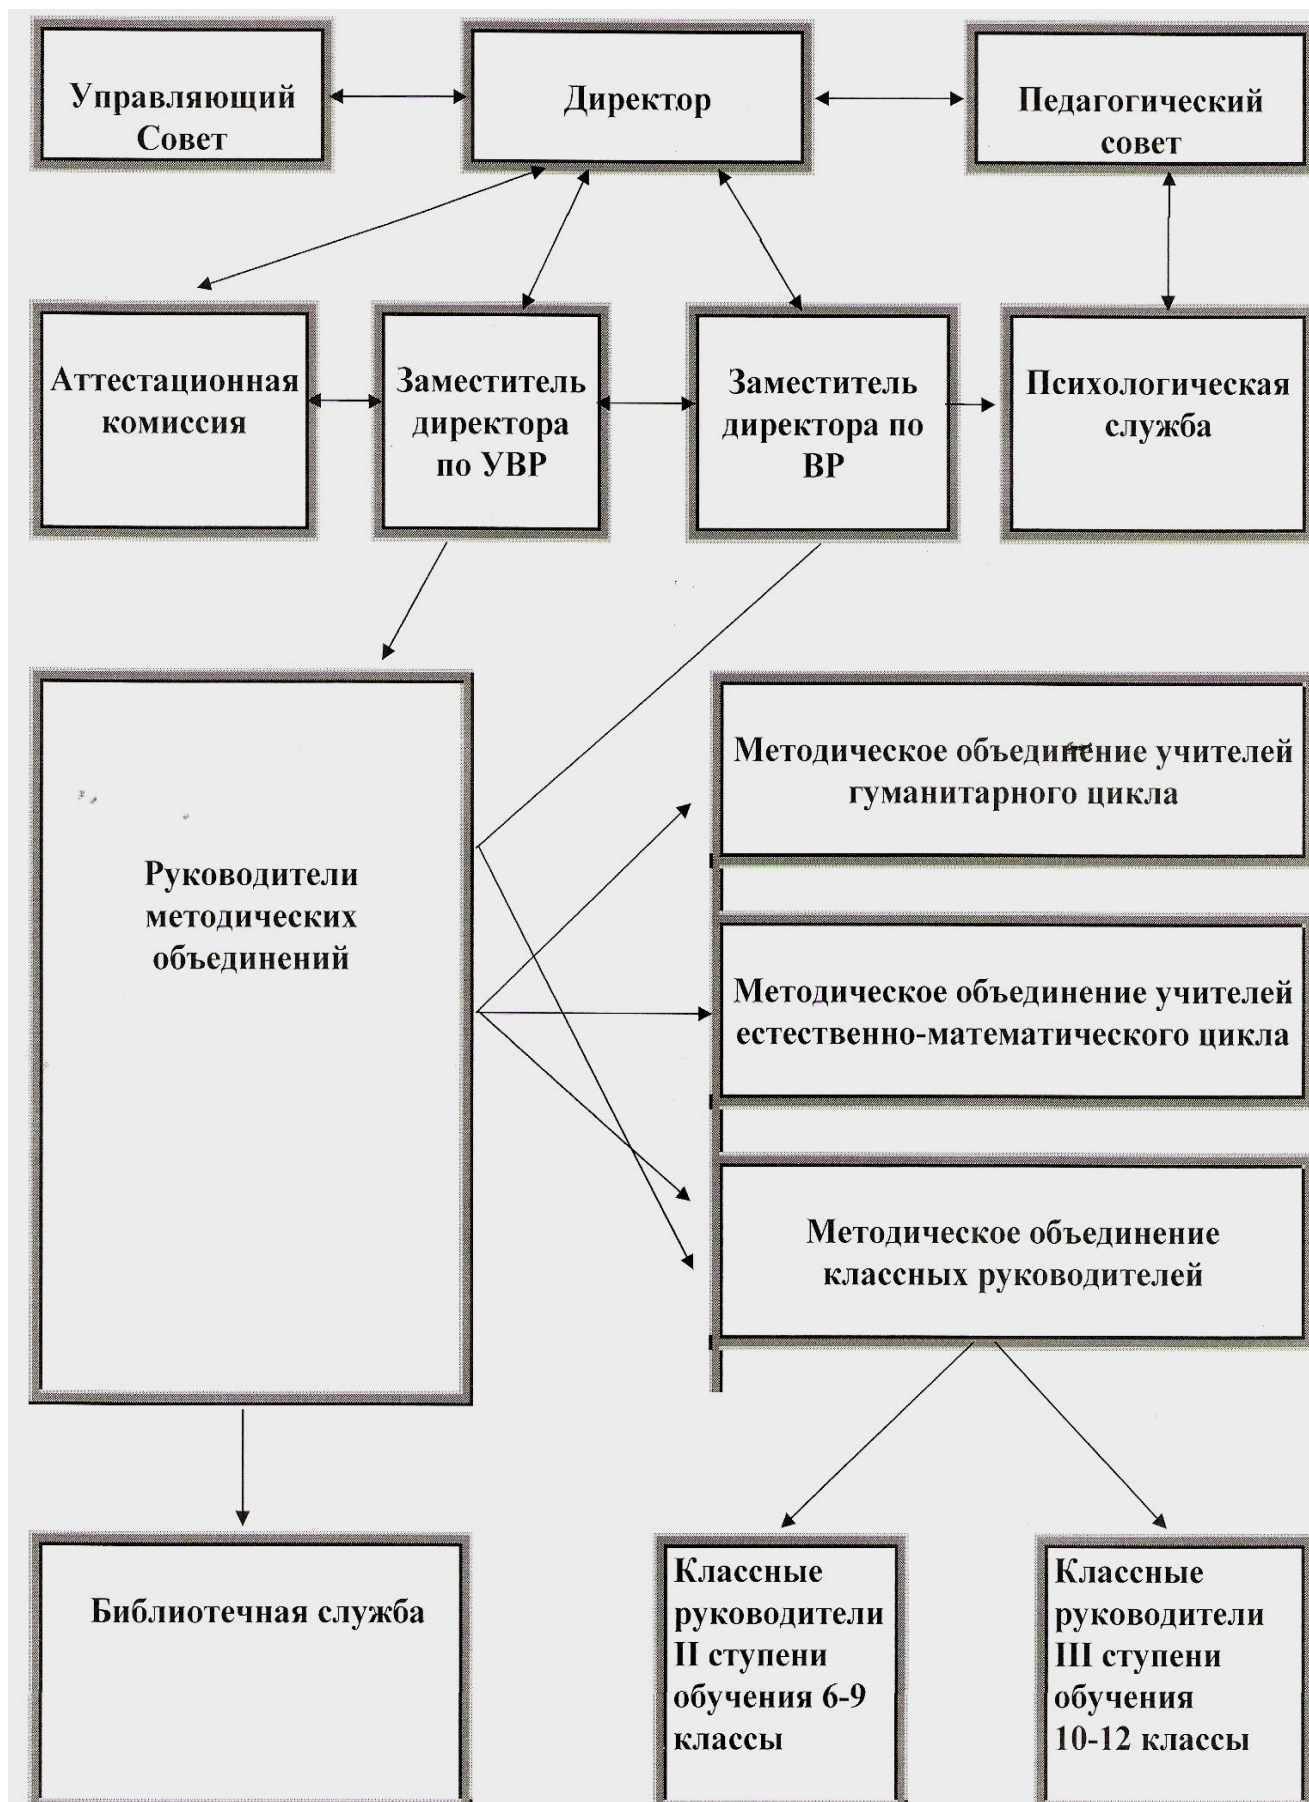 Управляющий
Совет
Директор
Педагогический
совет
Аттестационная
комиссия
Заместитель
директора
по УВР
Заместитель
директора по
ВР
Психологическая
служба
Руководители
методических
объединений
Методическое объединение учителей
гуманитарного цикла
Методическое объединение учителей
естественно-математического цикла
Методическое объединение
классных руководителей
Библиотечная служба
Классные
руководители
II ступени
обучения 6-9
классы
Классные
руководители
III ступени
обучения
10-12 классы